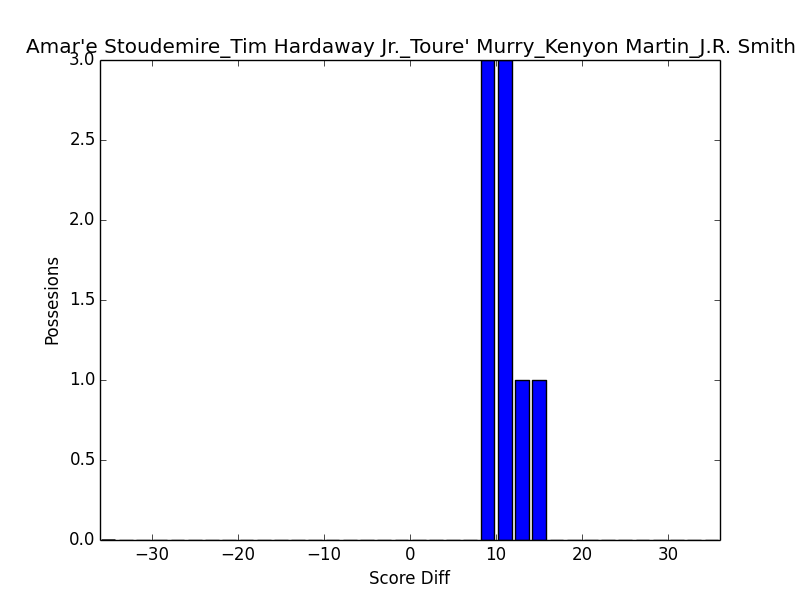 Amar'e Stoudemire_Tim Hardaway Jr._Toure' Murry_Kenyon Martin_J.R. Smith
3.0
2.5
2.0
1.5
1.0
0.5
0.0
Possesions
−30 −20 −10 0 10 20 30
Score Diff